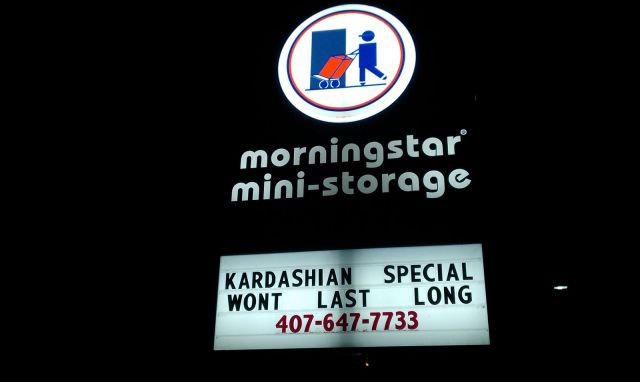 morningstar®
mini-storage
KARDASHIAN SPECIAL
WONT LAST LONG
407-647-7733